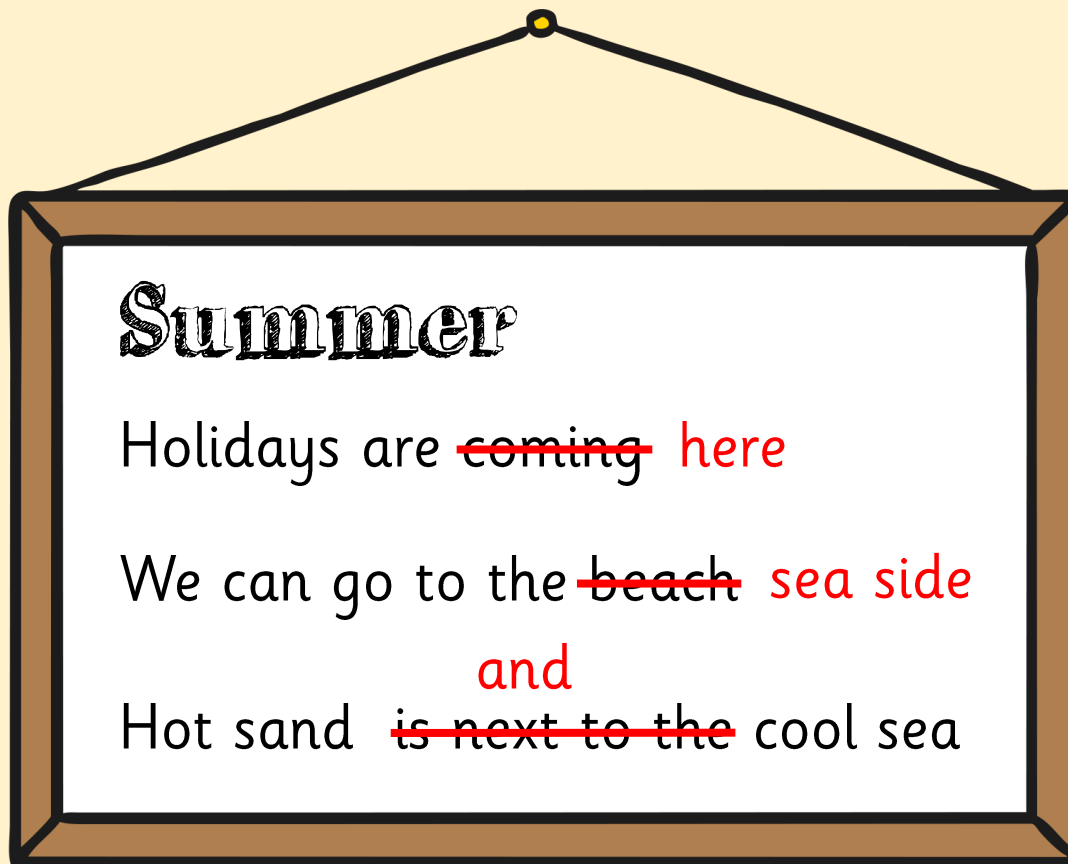 Summer
Holidays are coming here
We can go to the beach sea side
and
Hot sand is next to the cool sea